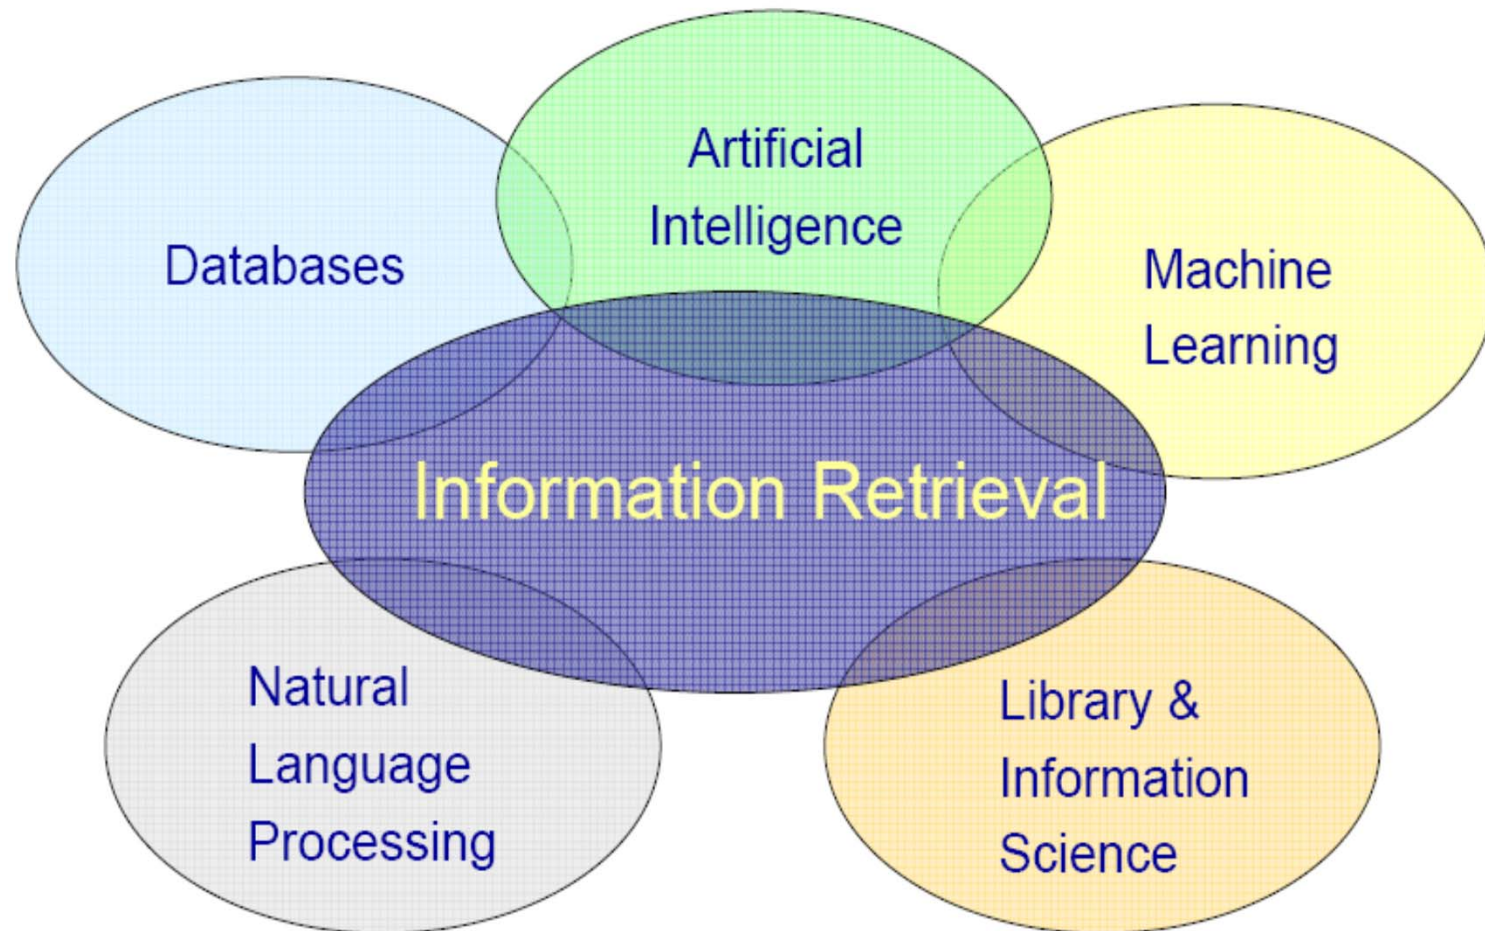 Artificial
Intelligence
Databases
Machine
Learning
Information Retrieval
Natural
Language
Processing
Library &
Information
Science